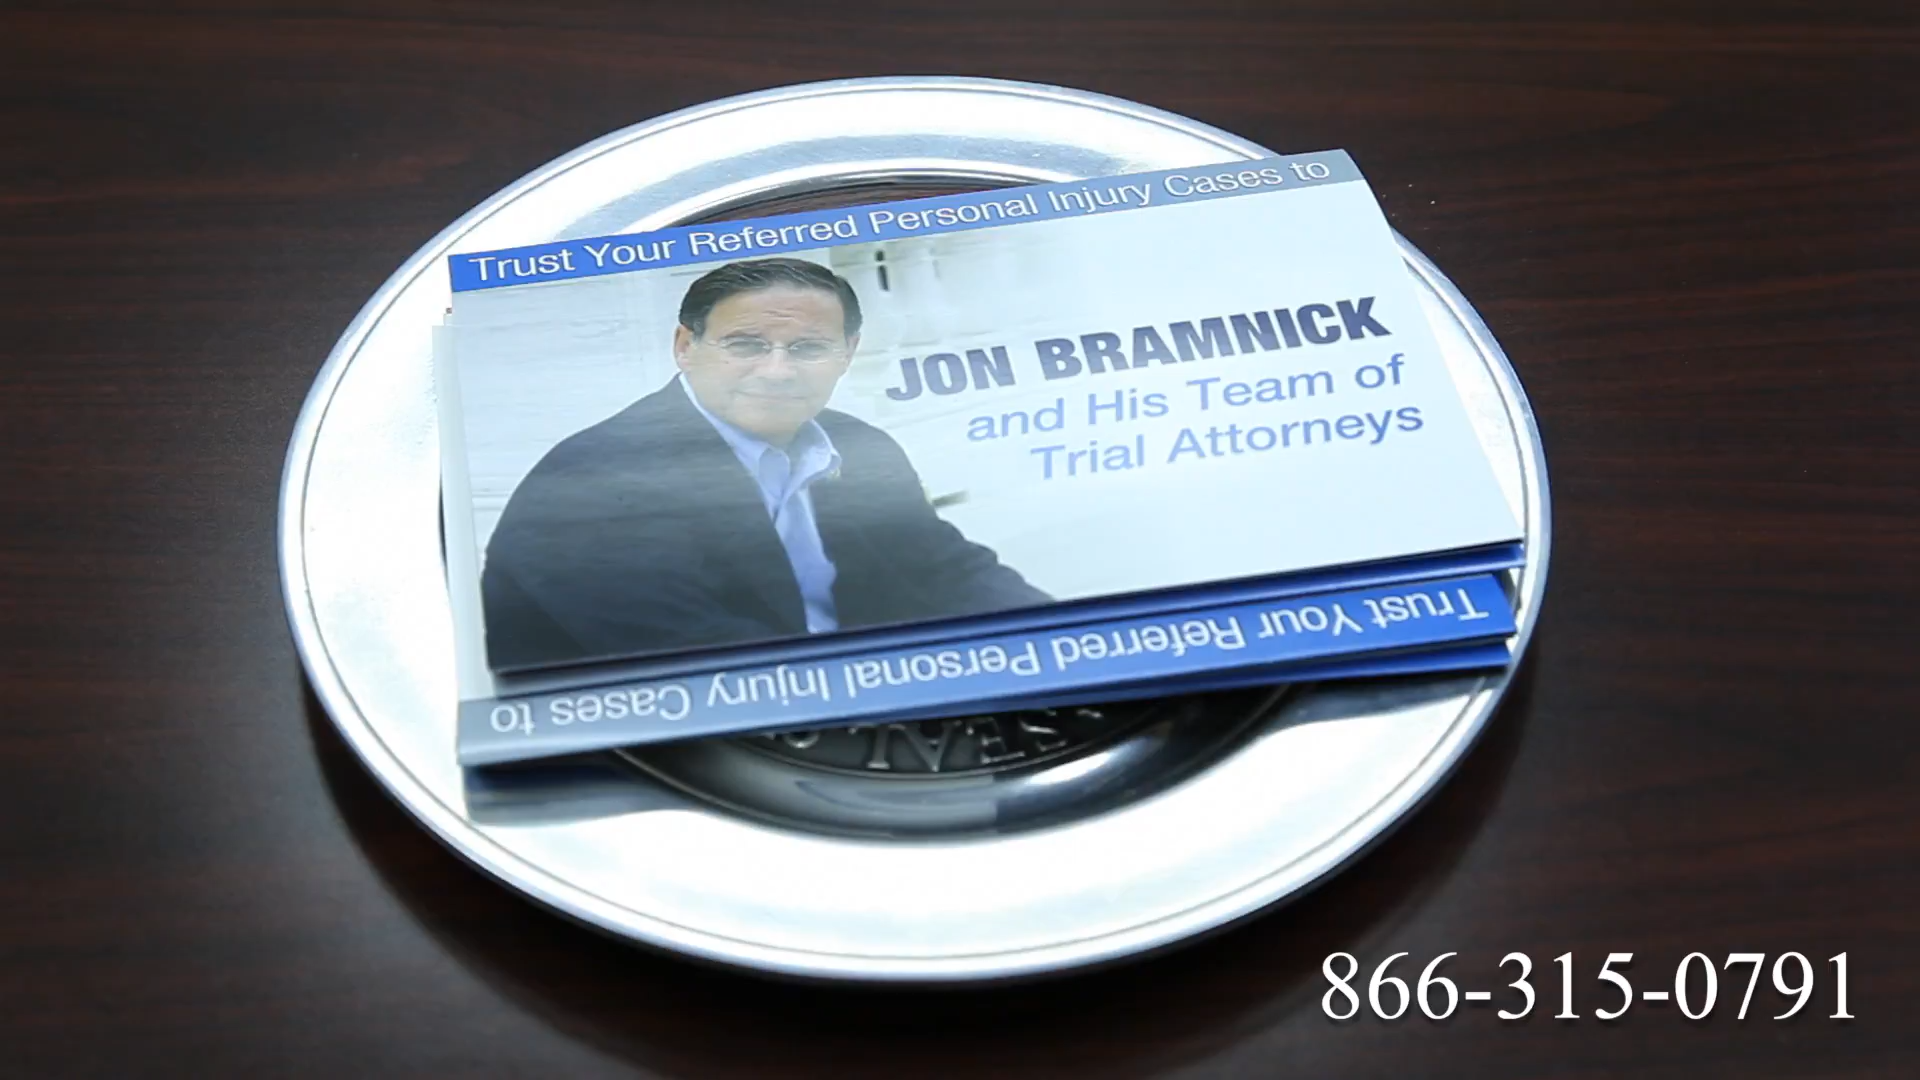 Trust Your Referred Personal Injury Cases to
JON BRAMNICK
and His Team of
Trial Attorneys
Trust Your Referred Personal Injury Cases to
SEAL
866-315-0791